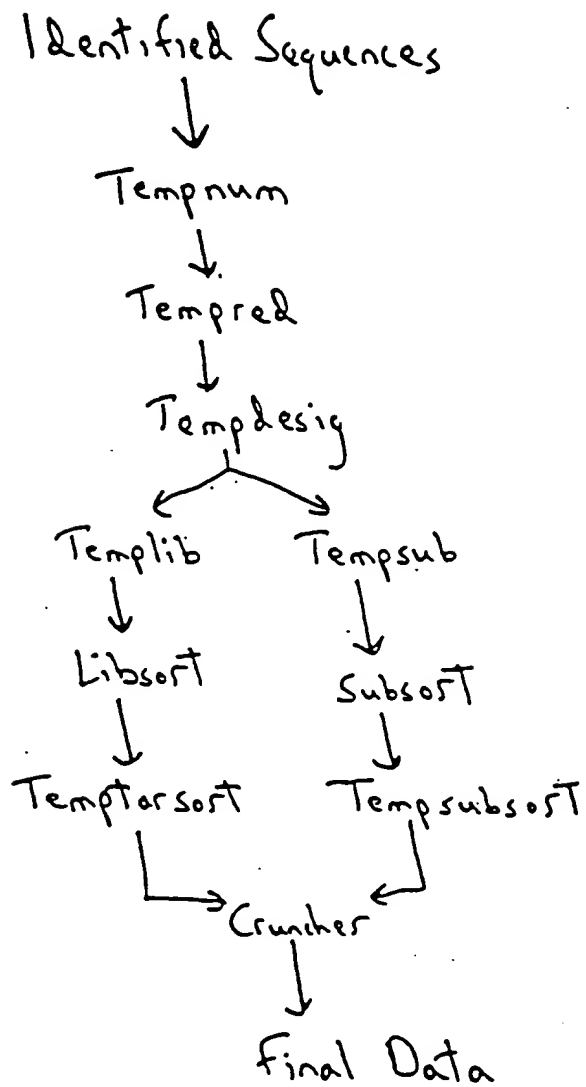 Identified Sequences
Tempnum
Tempred
Tempdesig
Templib Tempsub
Libsort Subsort
Temptarsort Tempsubsort
Cruncher
Final Data